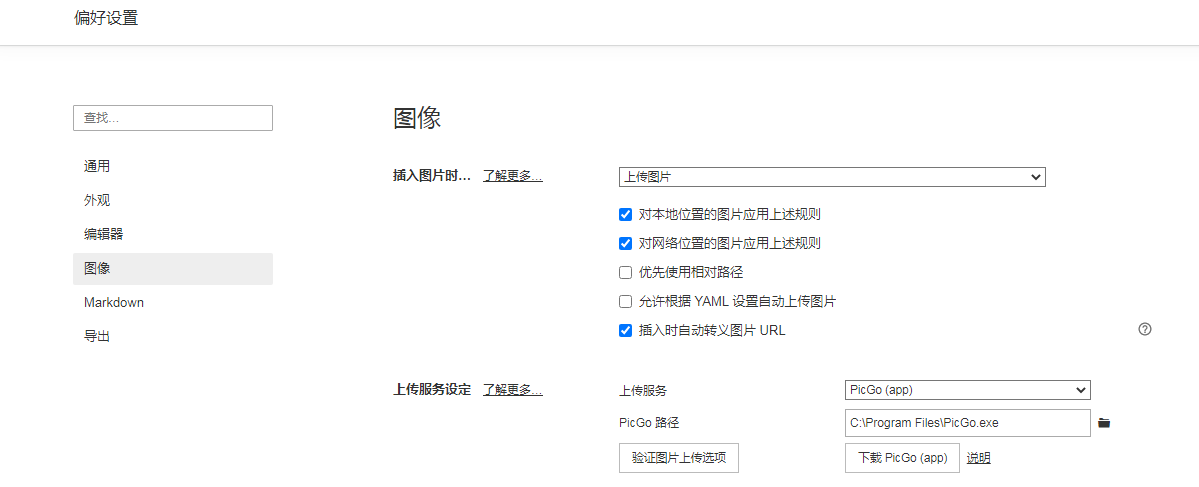 偏好设置
查找...
通用
外观
编辑器
图像
Markdown
导出
图像
插入图片时... 了解更多... 上传图片
对本地位置的图片应用上述规则
对网络位置的图片应用上述规则
优先使用相对路径
允许根据 YAML 设置自动上传图片
插入时自动转义图片 URL
上传服务设定 了解更多... 上传服务 PicGo (app)
PicGo 路径 C:\Program Files\PicGo.exe
验证图片上传选项 下载 PicGo (app) 说明